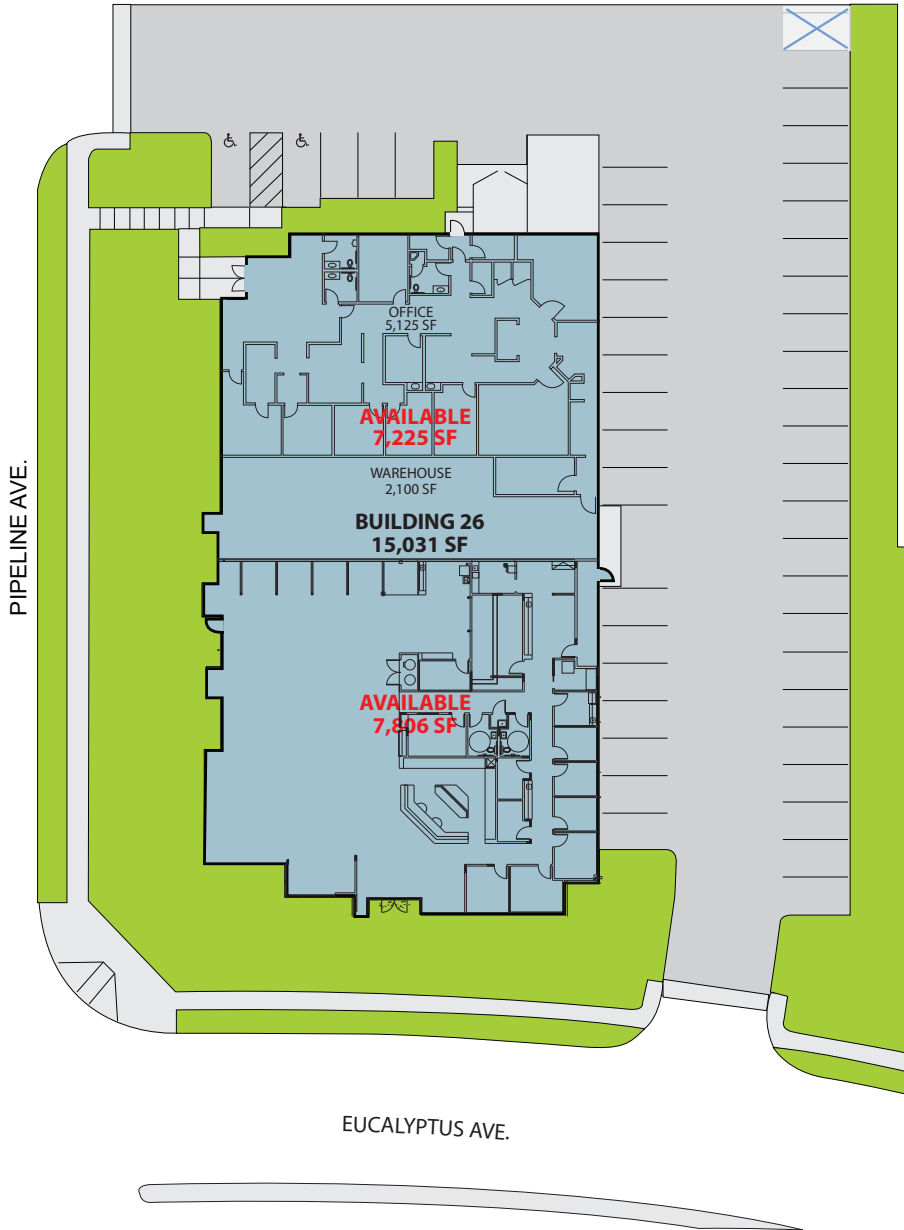 OFFICE
5,125 SF
AVAILABLE
7,225 SF
WAREHOUSE
2,100 SF
BUILDING 26
15,031 SF
PIPELINE AVE.
AVAILABLE
7,806 SF
EUCALYPTUS AVE.